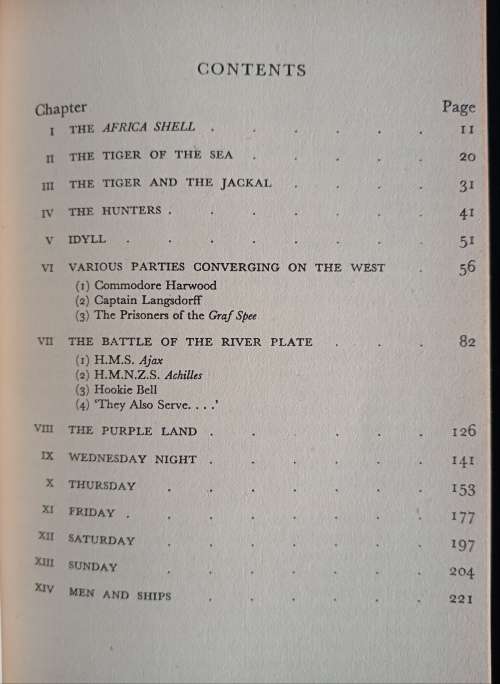 CONTENTS
Chapter Page
I THE AFRICA SHELL . . . . . . 11
II THE TIGER OF THE SEA . . . . . 20
III THE TIGER AND THE JACKAL . . . . 31
IV THE HUNTERS . . . . . . . 41
V IDYLL . . . . . . . . 51
VI VARIOUS PARTIES CONVERGING ON THE WEST . 56
(1) Commodore Harwood
(2) Captain Langsdorff
(3) The Prisoners of the Graf Spee
VII THE BATTLE OF THE RIVER PLATE . . . 82
(1) H.M.S. Ajax
(2) H.M.N.Z.S. Achilles
(3) Hookie Bell
(4) ‘They Also Serve. . . .’
VIII THE PURPLE LAND . . . . . . 126
IX WEDNESDAY NIGHT . . . . . . 141
X THURSDAY . . . . . . . 153
XI FRIDAY . . . . . . . . 177
XII SATURDAY . . . . . . . 197
XIII SUNDAY . . . . . . . 204
XIV MEN AND SHIPS . . . . . . 221